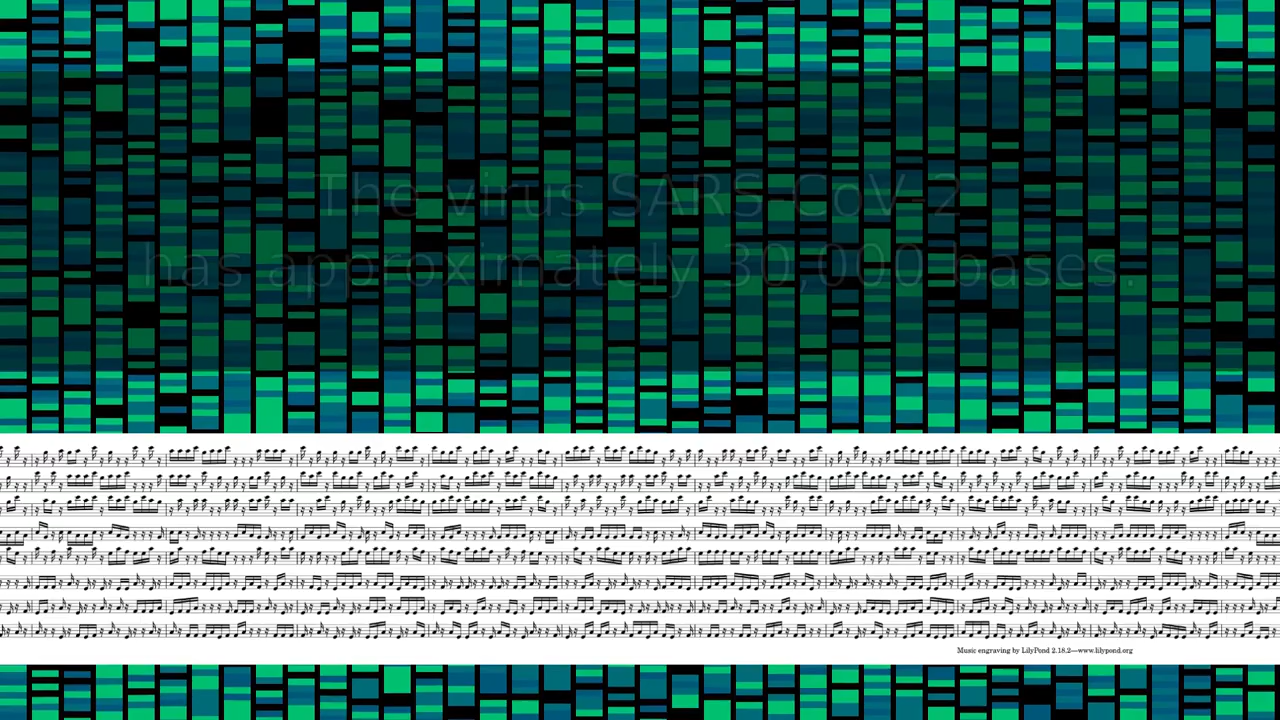 The virus SARS-CoV-2
has approximately 30,000 bases.
Music engraving by LilyPond 2.18.2—www.lilypond.org